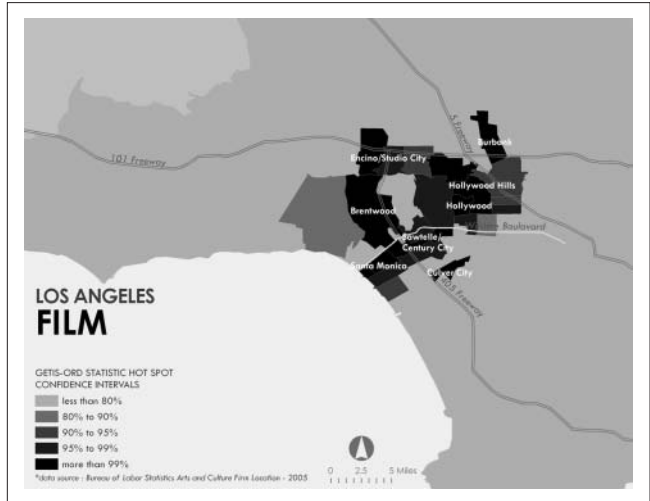 101 Freeway
5 Freeway
Burbank
Encino/Studio City
Hollywood Hills
Brentwood
Hollywood
Boulavard
Sawtelle/
Century City
Santa Monica
Culver City
405 Freeway
LOS ANGELES
FILM
GETIS-ORD STATISTIC HOT SPOT
CONFIDENCE INTERVALS
less than 80%
80% to 90%
90% to 95%
95% to 99%
more than 99%
0 2.5 5 Miles
*data source : Bureau of Labor Statistics Arts and Culture Firm Location - 2005